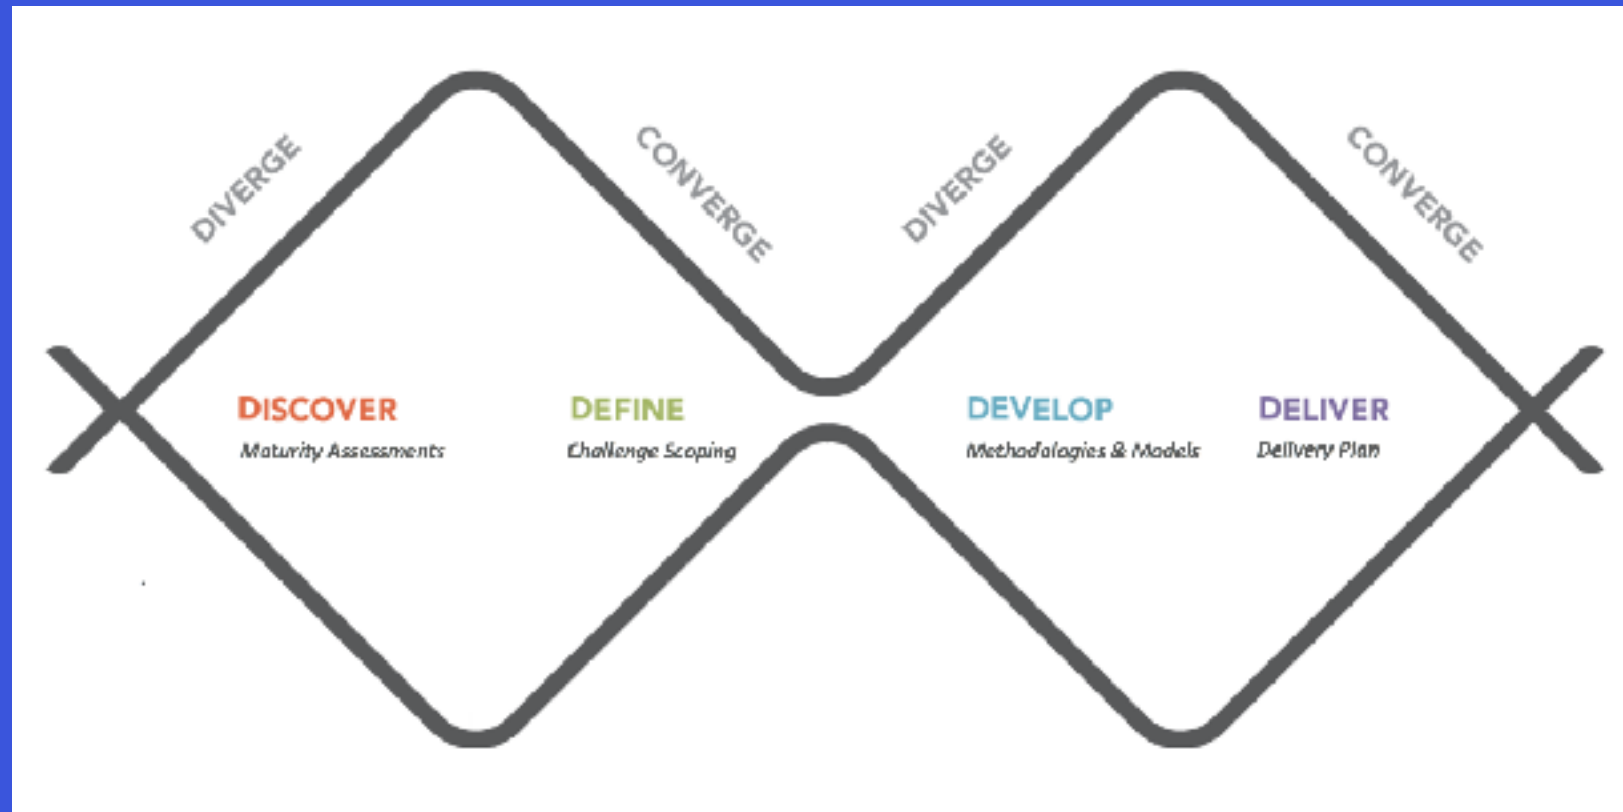 DIVERGE
CONVERGE
DIVERGE
CONVERGE
DISCOVER
Maturity Assessments
DEFINE
Challenge Scoping
DEVELOP
Methodologies & Models
DELIVER
Delivery Plan